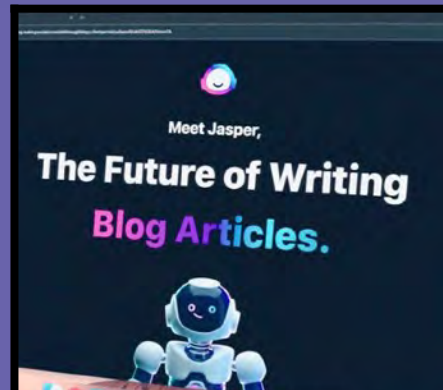 Meet Jasper,
The Future of Writing
Blog Articles.